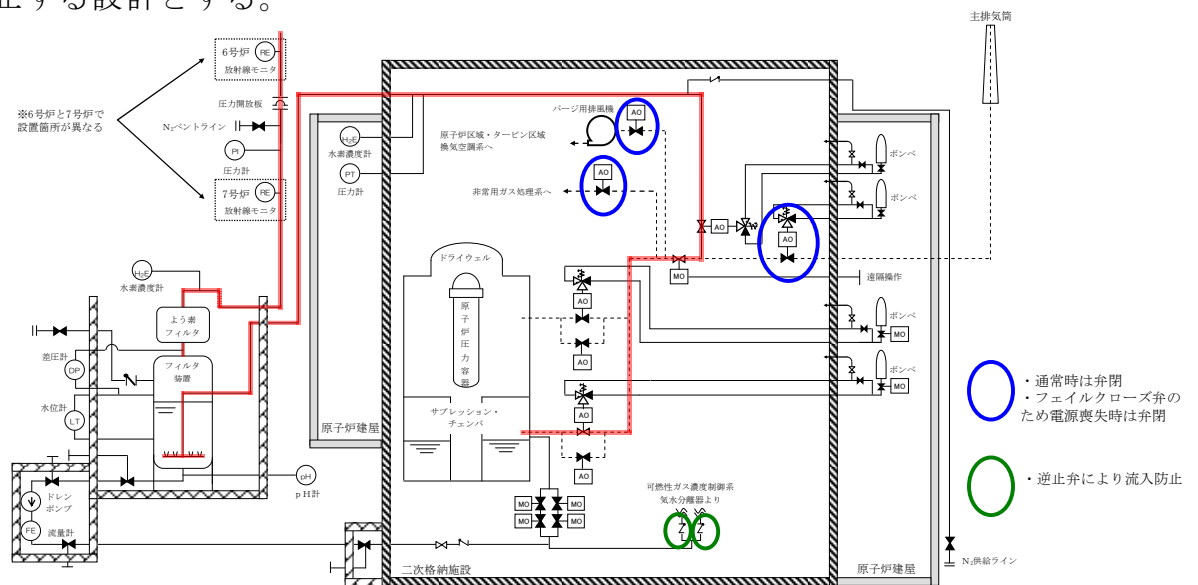 止する設計とする。
主排気筒
6号炉 RE
放射線モニタ
圧力開放板
※6号炉と7号炉で
設置箇所が異なる
N₂ベントライン
PI
圧力計
7号炉 RE
放射線モニタ
H₂E
水素濃度計
PT
圧力計
パージ用排風機
AO
原子炉区域・タービン区域
換気空調系へ
AO
非常用ガス処理系へ
ボンベ
ボンベ
AO
AO
MO
遠隔操作
H₂E
水素濃度計
よう素
フィルタ
フィルタ
装置
差圧計
DP
水位計
LT
ドレン
ポンプ
FE
流量計
pH
pH計
原子炉建屋
ドライウェル
原子炉圧力容器
サプレッション・
チェンバ
AO
AO
AO
AO
ボンベ
MO
ボンベ
MO
MO
MO
MO
MO
可燃性ガス濃度制御系
気水分離器より
二次格納施設
原子炉建屋
N₂供給ライン
・通常時は弁閉
・フェイルクローズ弁の
ため電源喪失時は弁閉
・逆止弁により流入防止